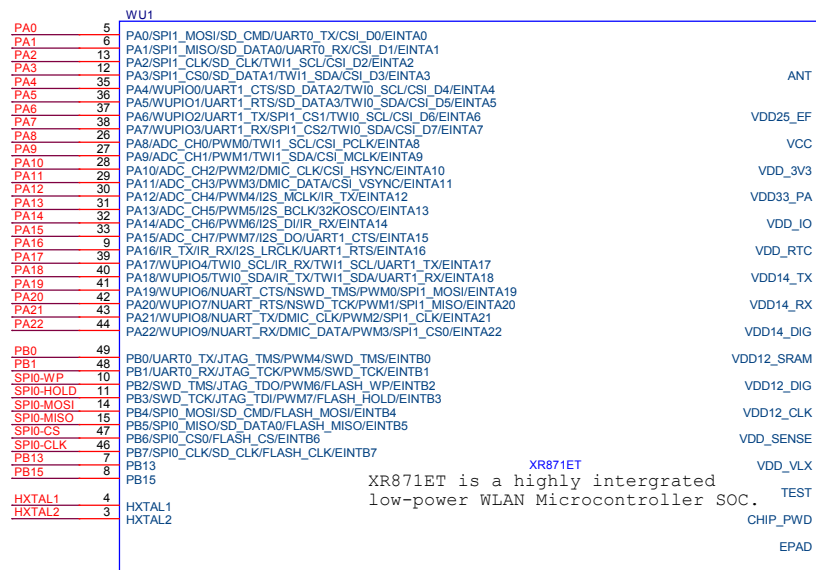 WU1
PA0 5 PA0/SPI1_MOSI/SD_CMD/UART0_TX/CSI_D0/EINTA0
PA1 6 PA1/SPI1_MISO/SD_DATA0/UART0_RX/CSI_D1/EINTA1
PA2 13 PA2/SPI1_CLK/SD_CLK/TWI1_SCL/CSI_D2/EINTA2
PA3 12 PA3/SPI1_CS0/SD_DATA1/TWI1_SDA/CSI_D3/EINTA3
PA4 35 PA4/WUPIO0/UART1_CTS/SD_DATA2/TWI0_SCL/CSI_D4/EINTA4
PA5 36 PA5/WUPIO1/UART1_RTS/SD_DATA3/TWI0_SDA/CSI_D5/EINTA5
PA6 37 PA6/WUPIO2/UART1_TX/SPI1_CS1/TWI0_SCL/CSI_D6/EINTA6
PA7 38 PA7/WUPIO3/UART1_RX/SPI1_CS2/TWI0_SDA/CSI_D7/EINTA7
PA8 26 PA8/ADC_CH0/PWM0/TWI1_SCL/CSI_PCLK/EINTA8
PA9 27 PA9/ADC_CH1/PWM1/TWI1_SDA/CSI_MCLK/EINTA9
PA10 28 PA10/ADC_CH2/PWM2/DMIC_CLK/CSI_HSYNC/EINTA10
PA11 29 PA11/ADC_CH3/PWM3/DMIC_DATA/CSI_VSYNC/EINTA11
PA12 30 PA12/ADC_CH4/PWM4/I2S_MCLK/IR_TX/EINTA12
PA13 31 PA13/ADC_CH5/PWM5/I2S_BCLK/32KOSCO/EINTA13
PA14 32 PA14/ADC_CH6/PWM6/I2S_DI/IR_RX/EINTA14
PA15 33 PA15/ADC_CH7/PWM7/I2S_DO/UART1_CTS/EINTA15
PA16 9 PA16/IR_TX/IR_RX/I2S_LRCLK/UART1_RTS/EINTA16
PA17 39 PA17/WUPIO4/TWI0_SCL/IR_RX/TWI1_SCL/UART1_TX/EINTA17
PA18 40 PA18/WUPIO5/TWI0_SDA/IR_TX/TWI1_SDA/UART1_RX/EINTA18
PA19 41 PA19/WUPIO6/NUART_CTS/NSWD_TMS/PWM0/SPI1_MOSI/EINTA19
PA20 42 PA20/WUPIO7/NUART_RTS/NSWD_TCK/PWM1/SPI1_MISO/EINTA20
PA21 43 PA21/WUPIO8/NUART_TX/DMIC_CLK/PWM2/SPI1_CLK/EINTA21
PA22 44 PA22/WUPIO9/NUART_RX/DMIC_DATA/PWM3/SPI1_CS0/EINTA22
PB0 49 PB0/UART0_TX/JTAG_TMS/PWM4/SWD_TMS/EINTB0
PB1 48 PB1/UART0_RX/JTAG_TCK/PWM5/SWD_TCK/EINTB1
SPI0-WP 10 PB2/SWD_TMS/JTAG_TDO/PWM6/FLASH_WP/EINTB2
SPI0-HOLD 11 PB3/SWD_TCK/JTAG_TDI/PWM7/FLASH_HOLD/EINTB3
SPI0-MOSI 14 PB4/SPI0_MOSI/SD_CMD/FLASH_MOSI/EINTB4
SPI0-MISO 15 PB5/SPI0_MISO/SD_DATA0/FLASH_MISO/EINTB5
SPI0-CS 47 PB6/SPI0_CS0/FLASH_CS/EINTB6
SPI0-CLK 46 PB7/SPI0_CLK/SD_CLK/FLASH_CLK/EINTB7
PB13 7 PB13
PB15 8 PB15
HXTAL1 4 HXTAL1
HXTAL2 3 HXTAL2
XR871ET
XR871ET is a highly intergrated
low-power WLAN Microcontroller SOC.
ANT
VDD25_EF
VCC
VDD_3V3
VDD33_PA
VDD_IO
VDD_RTC
VDD14_TX
VDD14_RX
VDD14_DIG
VDD12_SRAM
VDD12_DIG
VDD12_CLK
VDD_SENSE
VDD_VLX
TEST
CHIP_PWD
EPAD